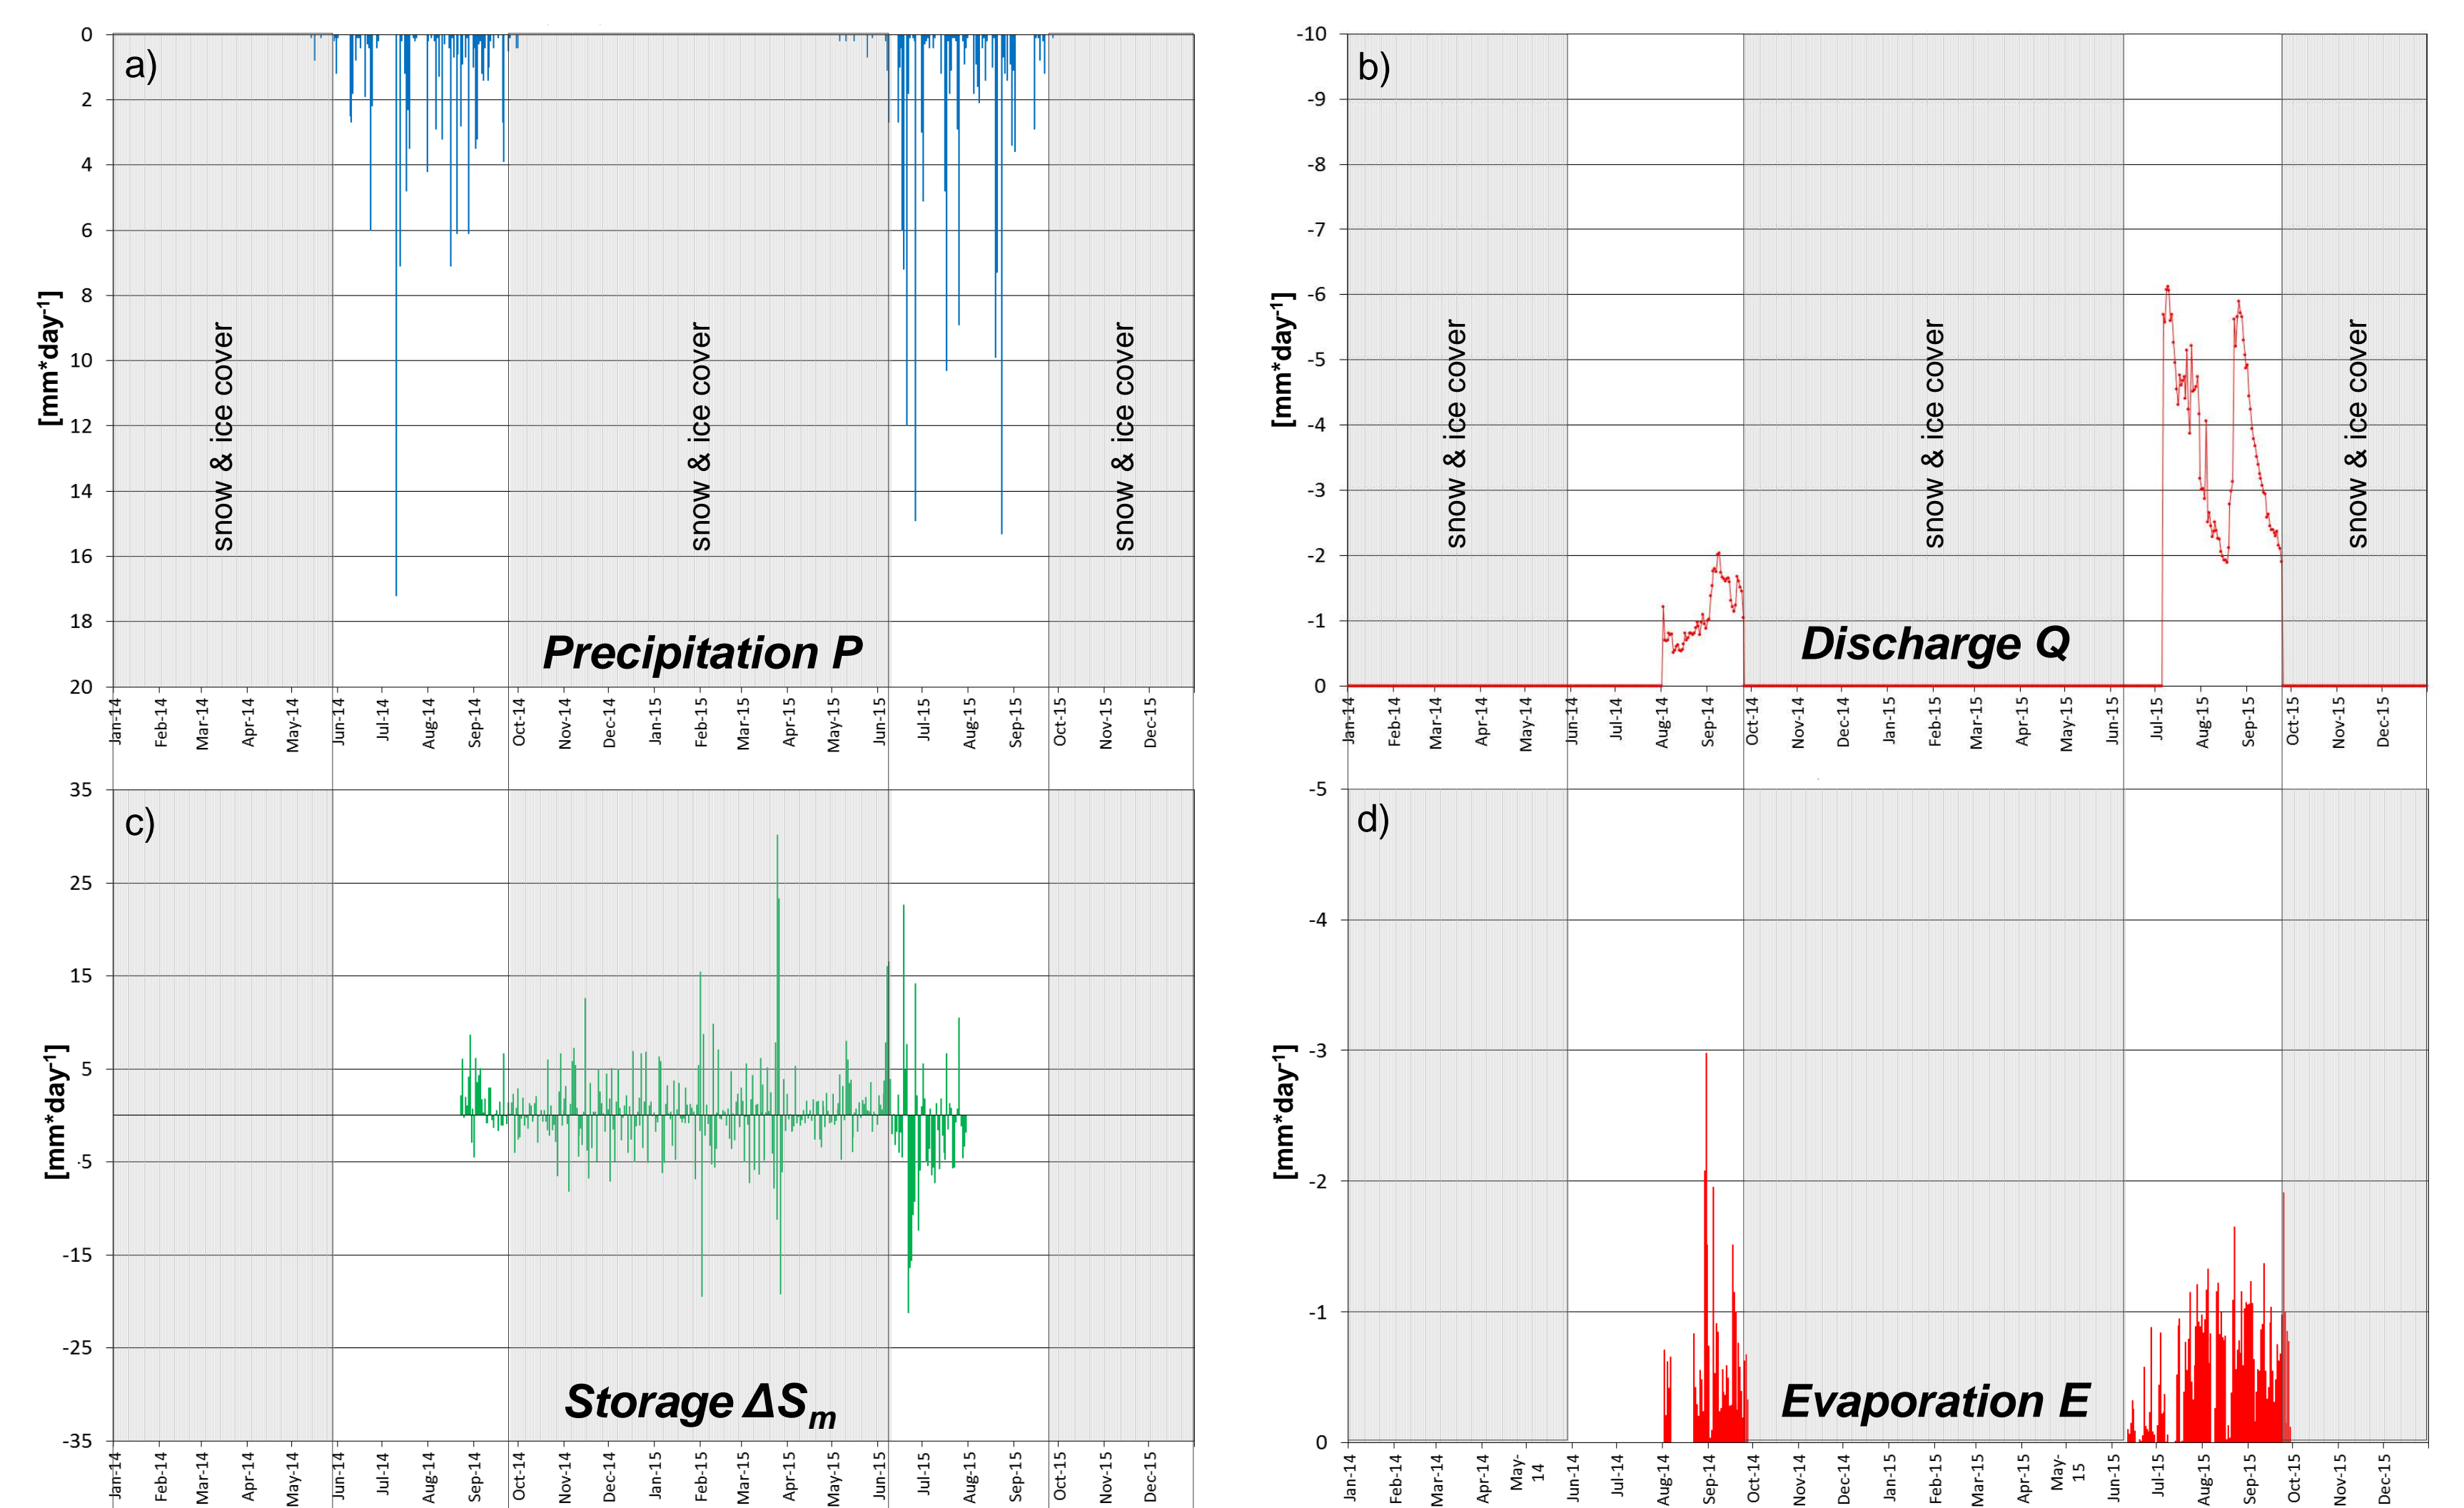 a)
0
2
4
6
8
10
12
14
16
18
20
[mm*day-1]
snow & ice cover
snow & ice cover
snow & ice cover
Precipitation P
Jan-14 Feb-14 Mar-14 Apr-14 May-14 Jun-14 Jul-14 Aug-14 Sep-14 Oct-14 Nov-14 Dec-14 Jan-15 Feb-15 Mar-15 Apr-15 May-15 Jun-15 Jul-15 Aug-15 Sep-15 Oct-15 Nov-15 Dec-15
b)
-10
-9
-8
-7
-6
-5
-4
-3
-2
-1
0
[mm*day-1]
snow & ice cover
snow & ice cover
snow & ice cover
Discharge Q
Jan-14 Feb-14 Mar-14 Apr-14 May-14 Jun-14 Jul-14 Aug-14 Sep-14 Oct-14 Nov-14 Dec-14 Jan-15 Feb-15 Mar-15 Apr-15 May-15 Jun-15 Jul-15 Aug-15 Sep-15 Oct-15 Nov-15 Dec-15
c)
35
25
15
5
-5
-15
-25
-35
[mm*day-1]
Storage ΔSm
Jan-14 Feb-14 Mar-14 Apr-14 May-14 Jun-14 Jul-14 Aug-14 Sep-14 Oct-14 Nov-14 Dec-14 Jan-15 Feb-15 Mar-15 Apr-15 May-15 Jun-15 Jul-15 Aug-15 Sep-15 Oct-15 Nov-15 Dec-15
d)
-5
-4
-3
-2
-1
0
[mm*day-1]
Evaporation E
Jan-14 Feb-14 Mar-14 Apr-14 May-14 Jun-14 Jul-14 Aug-14 Sep-14 Oct-14 Nov-14 Dec-14 Jan-15 Feb-15 Mar-15 Apr-15 May-15 Jun-15 Jul-15 Aug-15 Sep-15 Oct-15 Nov-15 Dec-15